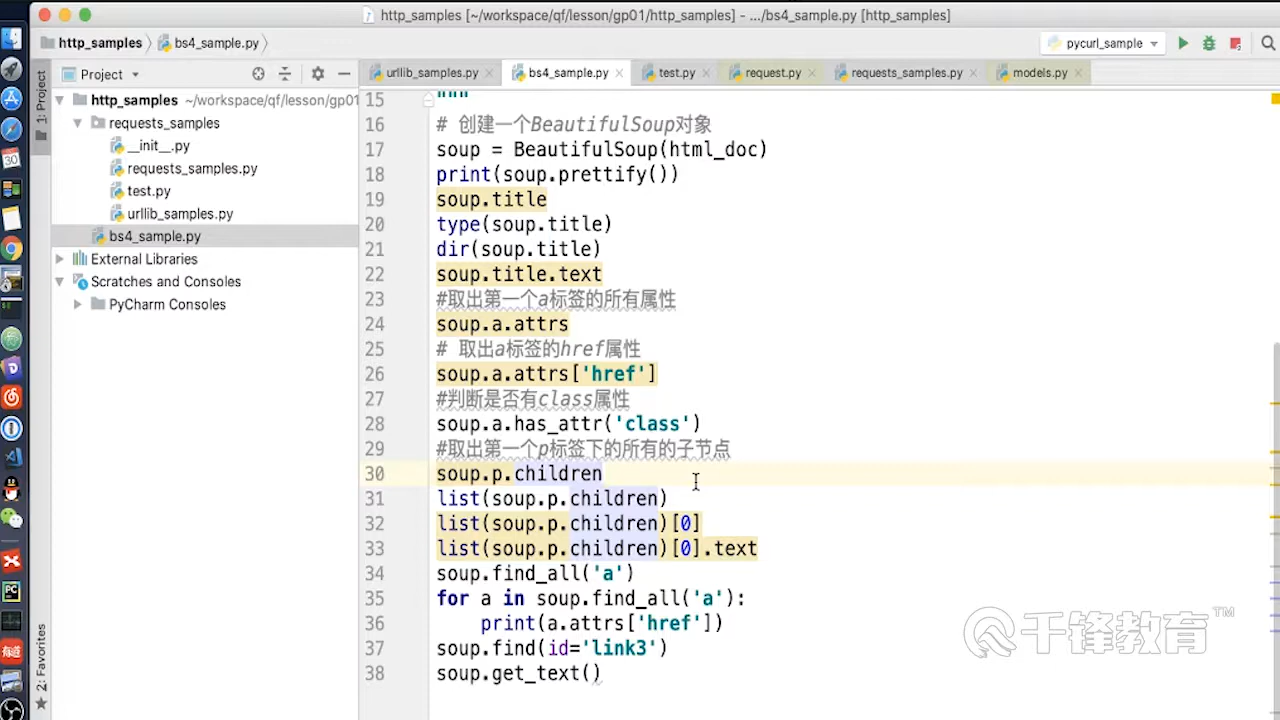 http_samples [~/workspace/qf/lesson/gp01/http_samples] - .../bs4_sample.py [http_samples]
http_samples bs4_sample.py pycurl_sample
Project urllib_samples.py bs4_sample.py test.py request.py requests_samples.py models.py
1: Project
http_samples ~/workspace/qf/lesson/gp01
requests_samples
__init__.py
requests_samples.py
test.py
urllib_samples.py
bs4_sample.py
External Libraries
Scratches and Consoles
PyCharm Consoles
2: Favorites
15 """
16 # 创建一个BeautifulSoup对象
17 soup = BeautifulSoup(html_doc)
18 print(soup.prettify())
19 soup.title
20 type(soup.title)
21 dir(soup.title)
22 soup.title.text
23 #取出第一个a标签的所有属性
24 soup.a.attrs
25 # 取出a标签的href属性
26 soup.a.attrs['href']
27 #判断是否有class属性
28 soup.a.has_attr('class')
29 #取出第一个p标签下的所有的子节点
30 soup.p.children
31 list(soup.p.children)
32 list(soup.p.children)[0]
33 list(soup.p.children)[0].text
34 soup.find_all('a')
35 for a in soup.find_all('a'):
36 print(a.attrs['href'])
37 soup.find(id='link3')
38 soup.get_text()
千锋教育™
30
PC
有道